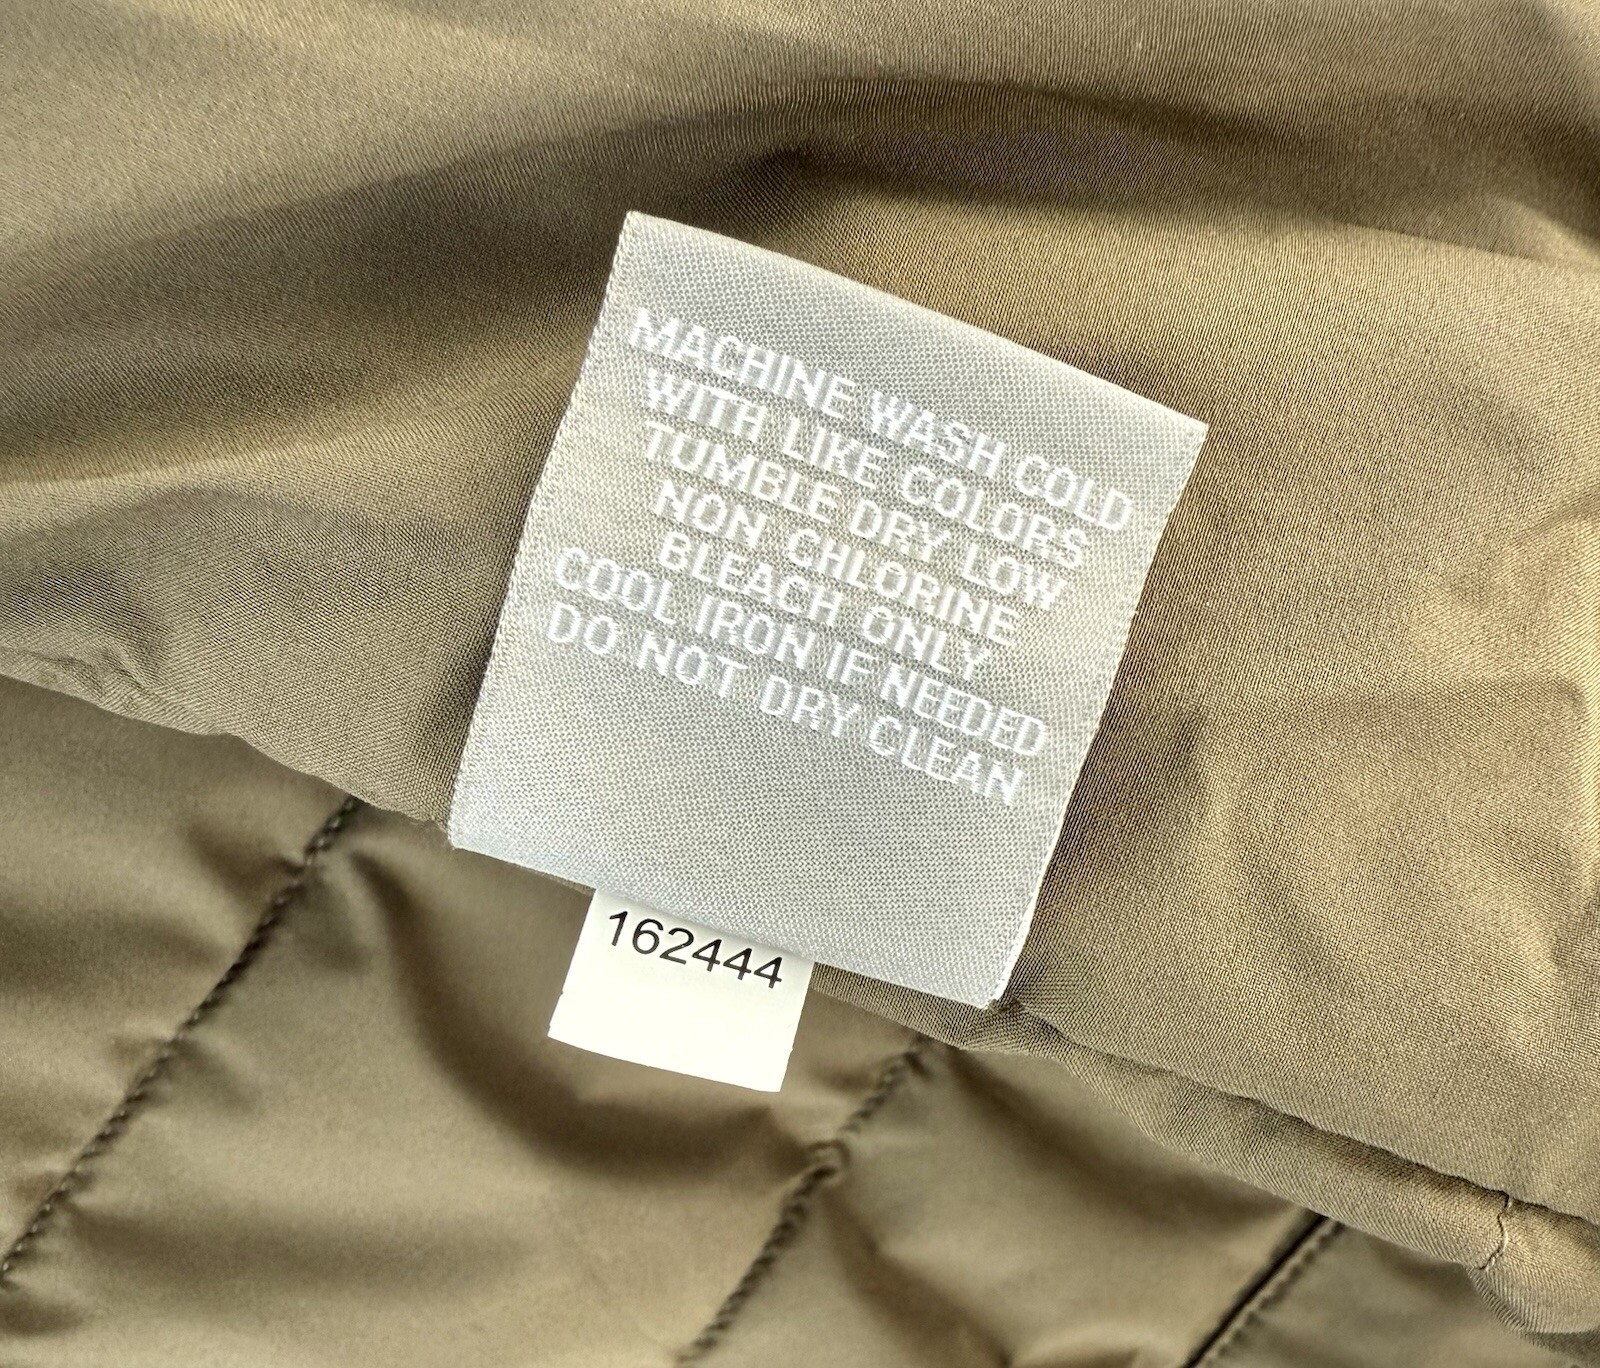 MACHINE WASH COLD
WITH LIKE COLORS
TUMBLE DRY LOW
NON CHLORINE
BLEACH ONLY
COOL IRON IF NEEDED
DO NOT DRY CLEAN
162444